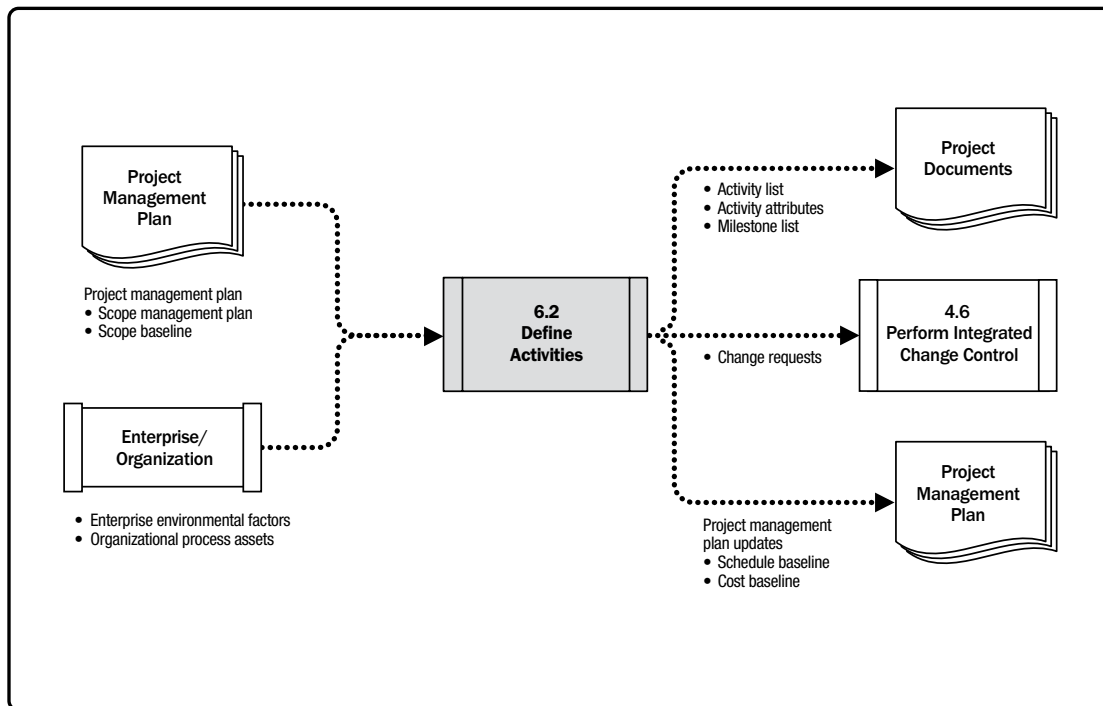 Project
Management
Plan
Project management plan
• Scope management plan
• Scope baseline
Enterprise/
Organization
• Enterprise environmental factors
• Organizational process assets
6.2
Define
Activities
• Activity list
• Activity attributes
• Milestone list
Project
Documents
• Change requests
4.6
Perform Integrated
Change Control
Project management
plan updates
• Schedule baseline
• Cost baseline
Project
Management
Plan